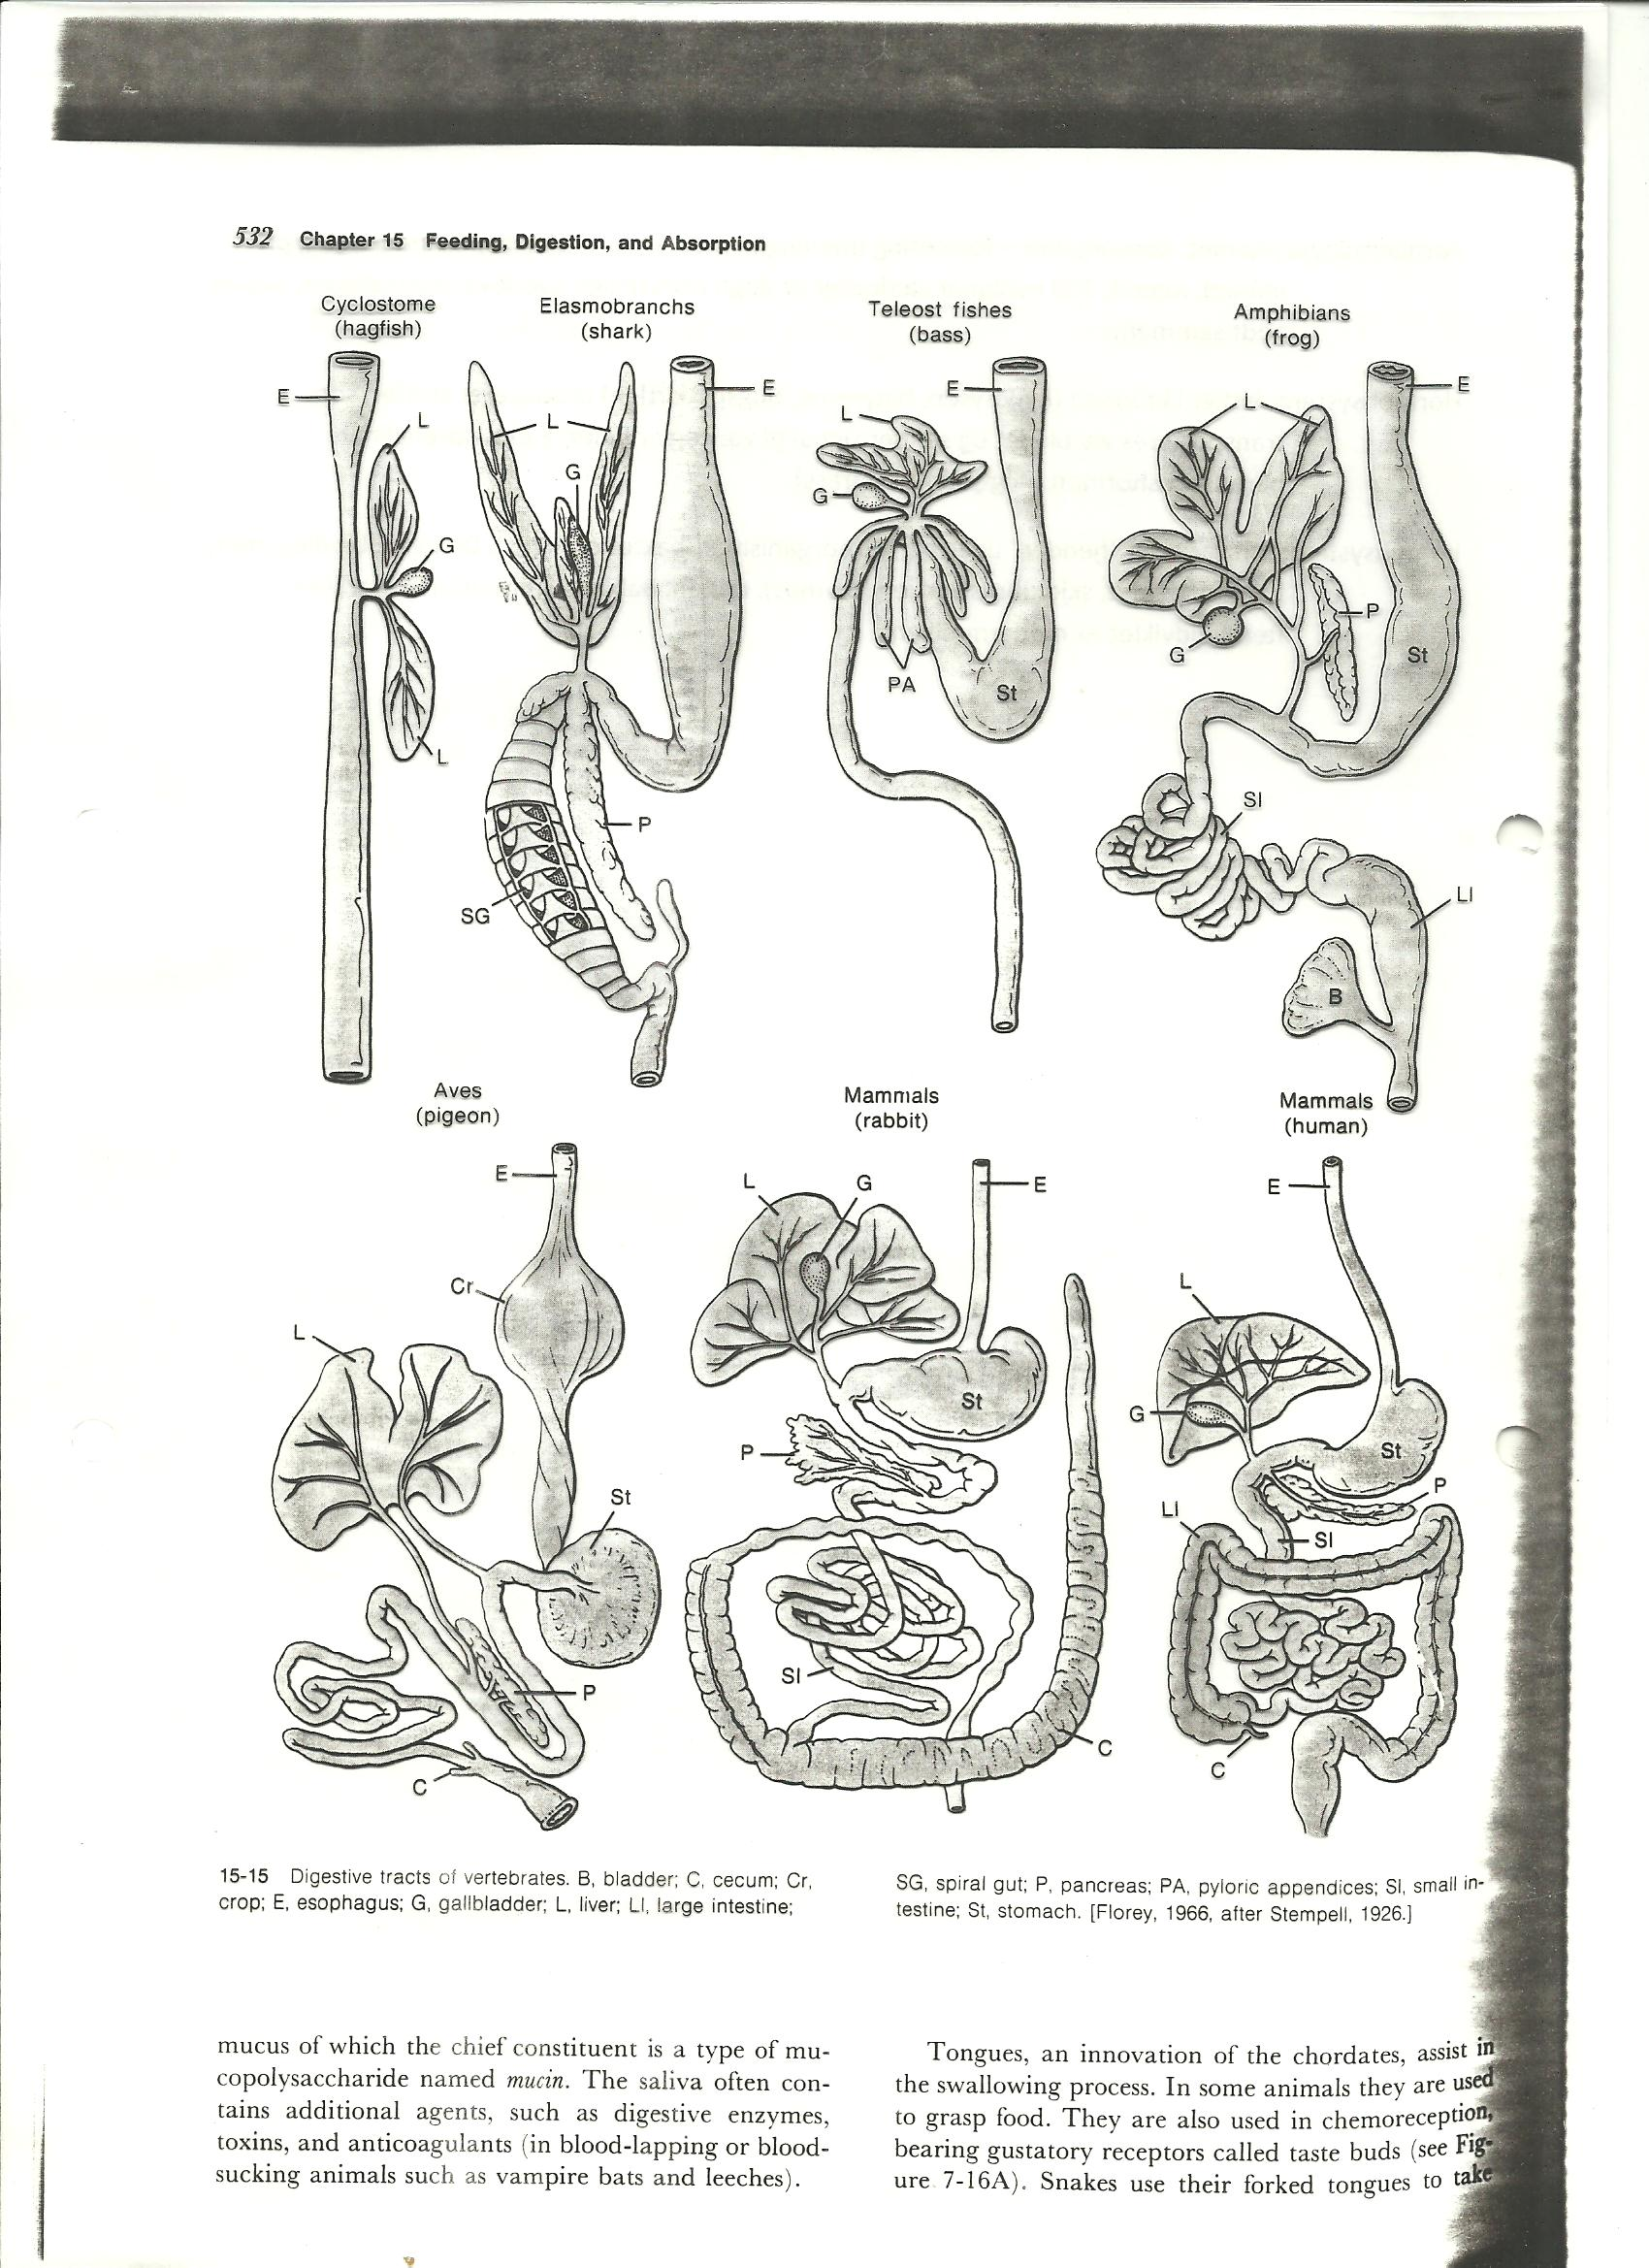 532 Chapter 15 Feeding, Digestion, and Absorption
Cyclostome
(hagfish)
Elasmobranchs
(shark)
Teleost fishes
(bass)
Amphibians
(frog)
E
L
G
L
L
G
E
P
SG
L
E
G
PA
St
L
E
P
G
St
SI
LI
B
Aves
(pigeon)
Mammals
(rabbit)
Mammals
(human)
E
Cr
L
St
P
C
L
G
E
St
P
SI
C
E
L
G
St
P
LI
SI
C
15-15 Digestive tracts of vertebrates. B, bladder; C, cecum; Cr,
crop; E, esophagus; G, gallbladder; L, liver; LI, large intestine;
SG, spiral gut; P, pancreas; PA, pyloric appendices; SI, small in-
testine; St, stomach. [Florey, 1966, after Stempell, 1926.]
mucus of which the chief constituent is a type of mu-
copolysaccharide named mucin. The saliva often con-
tains additional agents, such as digestive enzymes,
toxins, and anticoagulants (in blood-lapping or blood-
sucking animals such as vampire bats and leeches).
Tongues, an innovation of the chordates, assist in
the swallowing process. In some animals they are used
to grasp food. They are also used in chemoreception,
bearing gustatory receptors called taste buds (see Fig-
ure 7-16A). Snakes use their forked tongues to take